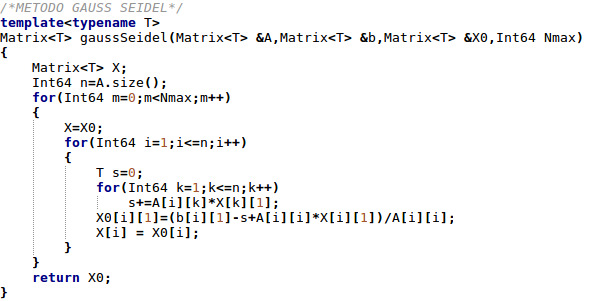 /*METODO GAUSS SEIDEL*/
template<typename T>
Matrix<T> gaussSeidel(Matrix<T> &A,Matrix<T> &b,Matrix<T> &X0,Int64 Nmax)
{
    Matrix<T> X;
    Int64 n=A.size();
    for(Int64 m=0;m<Nmax;m++)
    {
        X=X0;
        for(Int64 i=1;i<=n;i++)
        {
            T s=0;
            for(Int64 k=1;k<=n;k++)
                s+=A[i][k]*X[k][1];
            X0[i][1]=(b[i][1]-s+A[i][i]*X[i][1])/A[i][i];
            X[i] = X0[i];
        }
    }
    return X0;
}